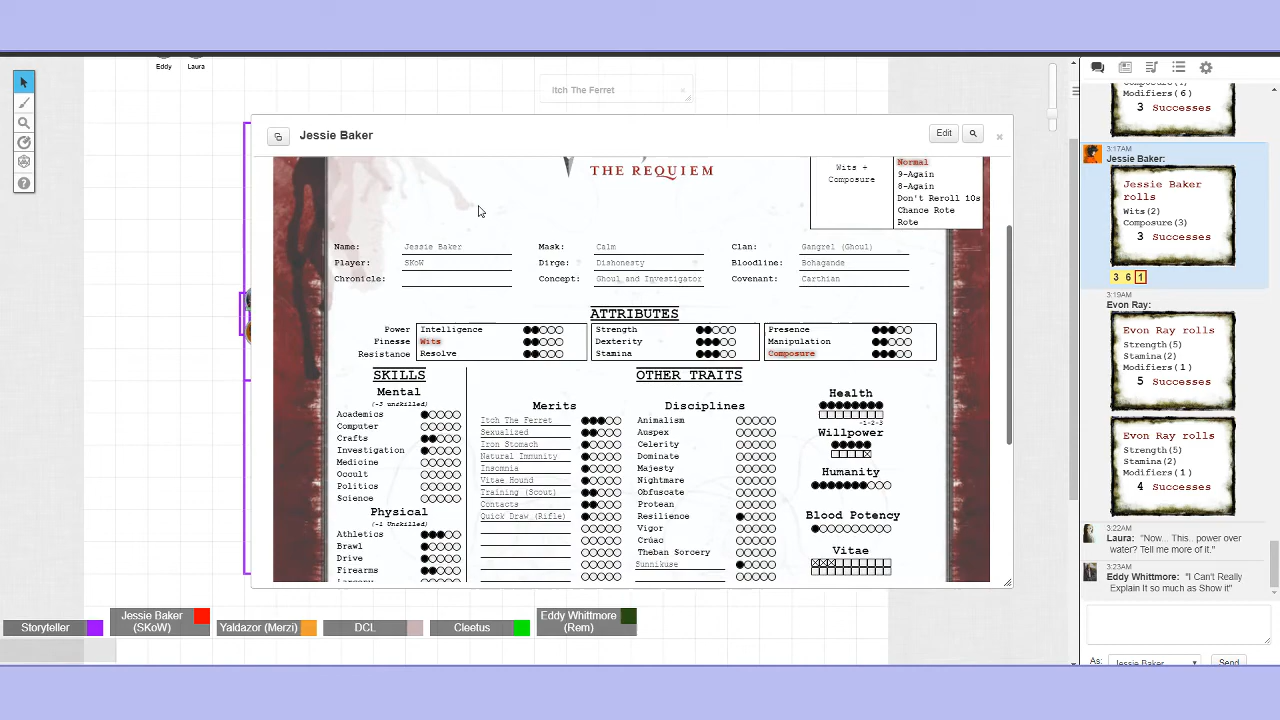 Eddy
Laura
Itch The Ferret
Jessie Baker
Edit
THE REQUIEM
Wits +
Composure
Normal
9-Again
8-Again
Don't Reroll 10s
Chance Rote
Rote
Name: Jessie Baker
Mask: Calm
Clan: Gangrel (Ghoul)
Player: SKoW
Dirge: Dishonesty
Bloodline: Bohagande
Chronicle:
Concept: Ghoul and Investigator
Covenant: Carthian
ATTRIBUTES
Power Intelligence Strength Presence
Finesse Wits Dexterity Manipulation
Resistance Resolve Stamina Composure
SKILLS
Mental
(-3 unskilled)
Academics
Computer
Crafts
Investigation
Medicine
Occult
Politics
Science
Physical
(-1 Unskilled)
Athletics
Brawl
Drive
Firearms
OTHER TRAITS
Merits
Itch The Ferret
Sexualized
Iron Stomach
Natural Immunity
Insomnia
Vitae Hound
Training (Scout)
Contacts
Quick Draw (Rifle)
Disciplines
Animalism
Auspex
Celerity
Dominate
Majesty
Nightmare
Obfuscate
Protean
Resilience
Vigor
Crúac
Theban Sorcery
Sunnikuse
Health
-1-2-3
Willpower
Humanity
Blood Potency
Vitae
Storyteller
Jessie Baker
(SKoW)
Yaldazor (Merzi)
DCL
Cleetus
Eddy Whittmore
(Rem)
Modifiers(6)
3 Successes
3:17AM
Jessie Baker:
Jessie Baker
rolls
Wits(2)
Composure(3)
3 Successes
3 6 1
3:19AM
Evon Ray:
Evon Ray rolls
Strength(5)
Stamina(2)
Modifiers(1)
5 Successes
Evon Ray rolls
Strength(5)
Stamina(2)
Modifiers(1)
4 Successes
3:22AM
Laura: "Now... This.. power over
water? Tell me more of it."
3:23AM
Eddy Whittmore: "I Can't Really
Explain It so much as Show it"
As: Jessie Baker Send